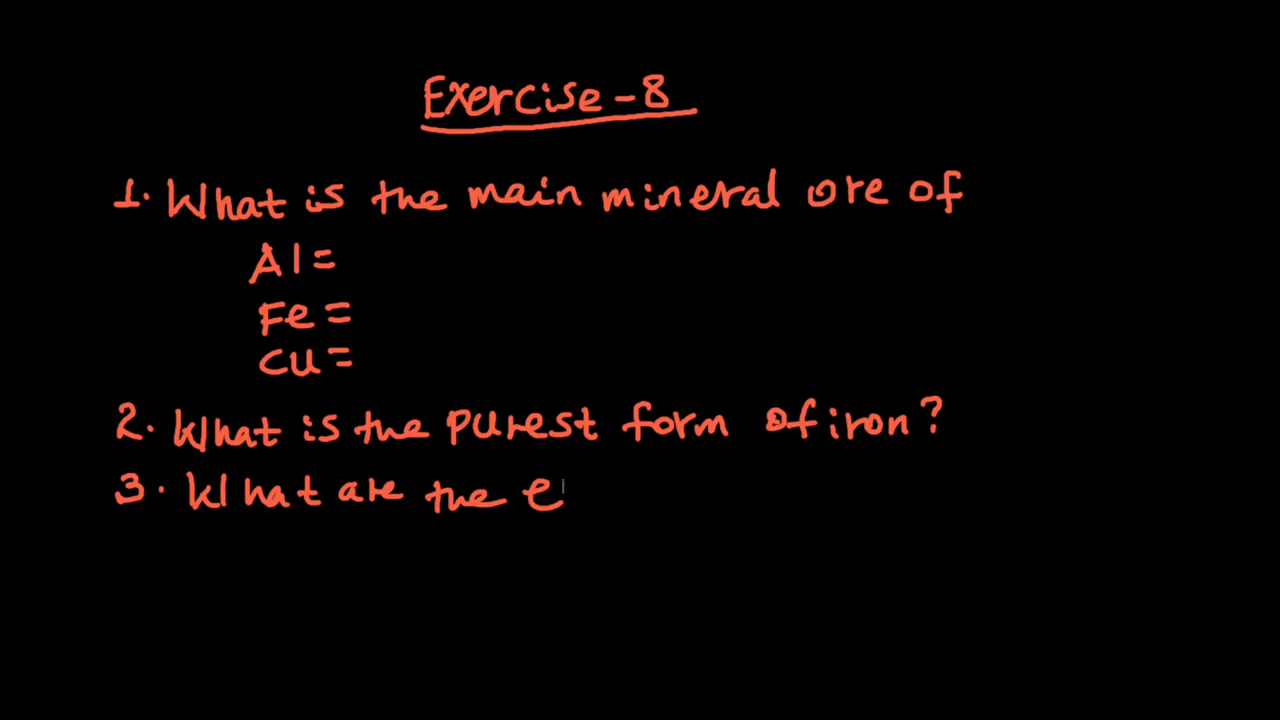 Exercise-8
1. What is the main mineral ore of
Al=
Fe=
Cu=
2. What is the purest form of iron?
3. What are the e